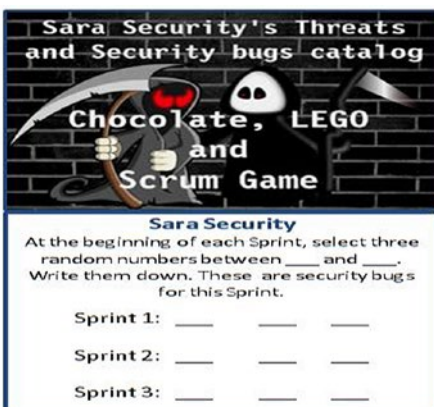 Sara Security's Threats
and Security bugs catalog
Chocolate, LEGO
and
Scrum Game
Sara Security
At the beginning of each Sprint, select three
random numbers between ___ and ___.
Write them down. These are security bugs
for this Sprint.
Sprint 1: ___ ___ ___
Sprint 2: ___ ___ ___
Sprint 3: ___ ___ ___